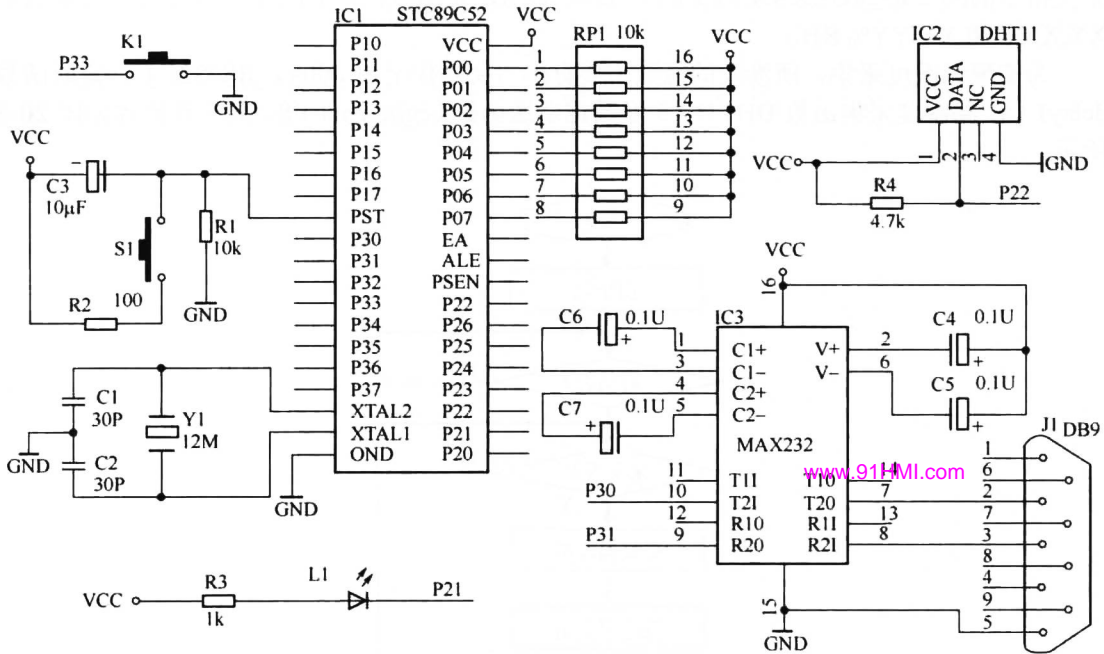 IC1 STC89C52
K1
P33
GND
VCC
C3
10μF
−
S1
R1
10k
R2
100
GND
C1
30P
C2
30P
GND
Y1
12M
GND
P10
P11
P12
P13
P14
P15
P16
P17
PST
P30
P31
P32
P33
P34
P35
P36
P37
XTAL2
XTAL1
OND
VCC
P00
P01
P02
P03
P04
P05
P06
P07
EA
ALE
PSEN
P22
P26
P25
P24
P23
P22
P21
P20
VCC
RP1 10k
1 16
2 15
3 14
4 13
5 12
6 11
7 10
8 9
VCC
IC2 DHT11
VCC
DATA
NC
GND
1 2 3 4
VCC
GND
R4
4.7k
P22
VCC
16
IC3
C6 0.1U
+
C7 0.1U
+
1 C1+
3 C1−
4 C2+
5 C2−
V+ 2
V− 6
C4 0.1U
+
C5 0.1U
+
MAX232
11 T1I
10 T2I
12 R10
9 R20
T10
T20 7
R1I 13
R2I 8
P30
P31
15
GND
www.91HMI.com
J1 DB9
1
6
2
7
3
8
4
9
5
VCC
R3
1k
L1
P21